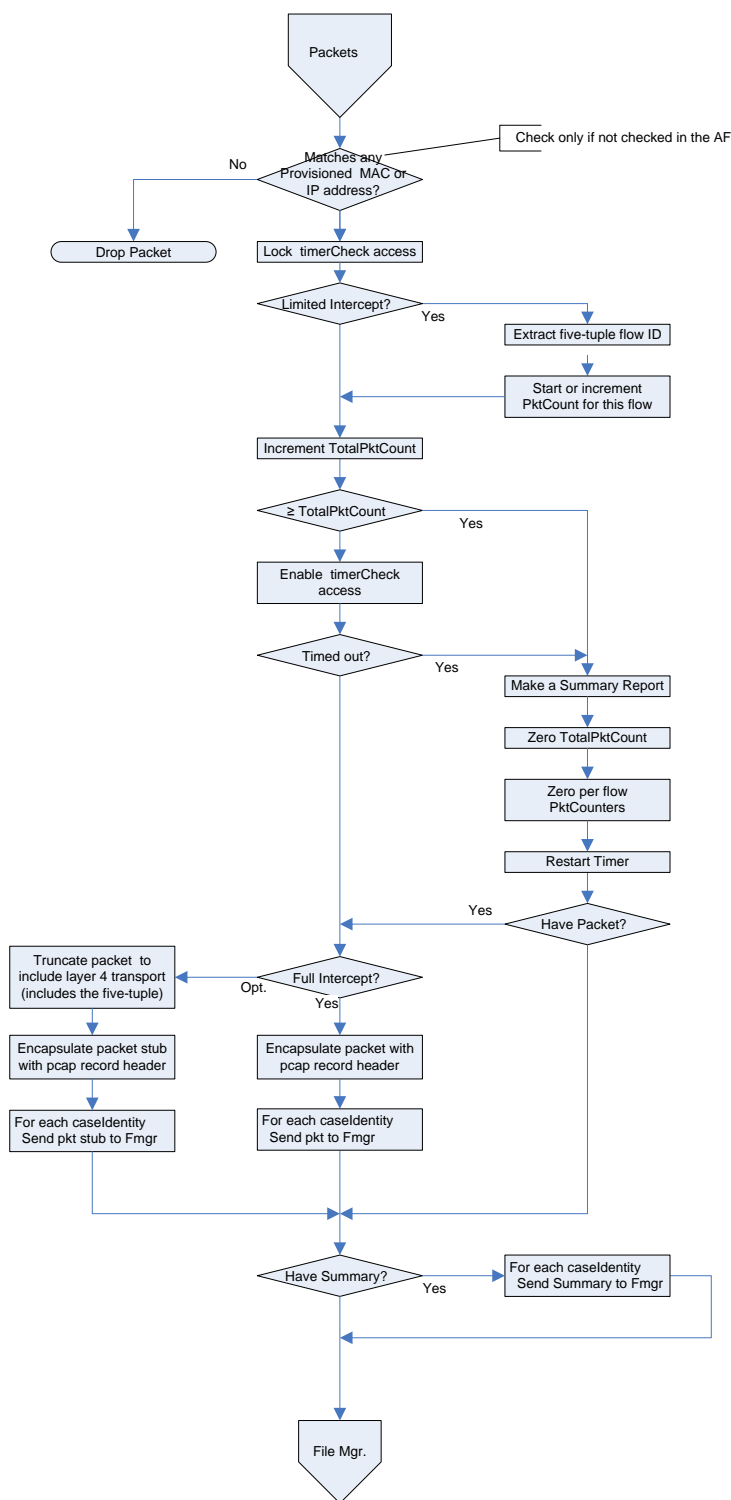 Packets
Check only if not checked in the AF
Matches any
Provisioned MAC or
IP address?
No
Drop Packet
Lock timerCheck access
Limited Intercept?
Yes
Extract five-tuple flow ID
Start or increment
PktCount for this flow
Increment TotalPktCount
≥ TotalPktCount
Yes
Enable timerCheck
access
Timed out?
Yes
Make a Summary Report
Zero TotalPktCount
Zero per flow
PktCounters
Restart Timer
Have Packet?
Yes
Full Intercept?
Opt.
Yes
Truncate packet to
include layer 4 transport
(includes the five-tuple)
Encapsulate packet stub
with pcap record header
For each caseIdentity
Send pkt stub to Fmgr
Encapsulate packet with
pcap record header
For each caseIdentity
Send pkt to Fmgr
Have Summary?
Yes
For each caseIdentity
Send Summary to Fmgr
File Mgr.